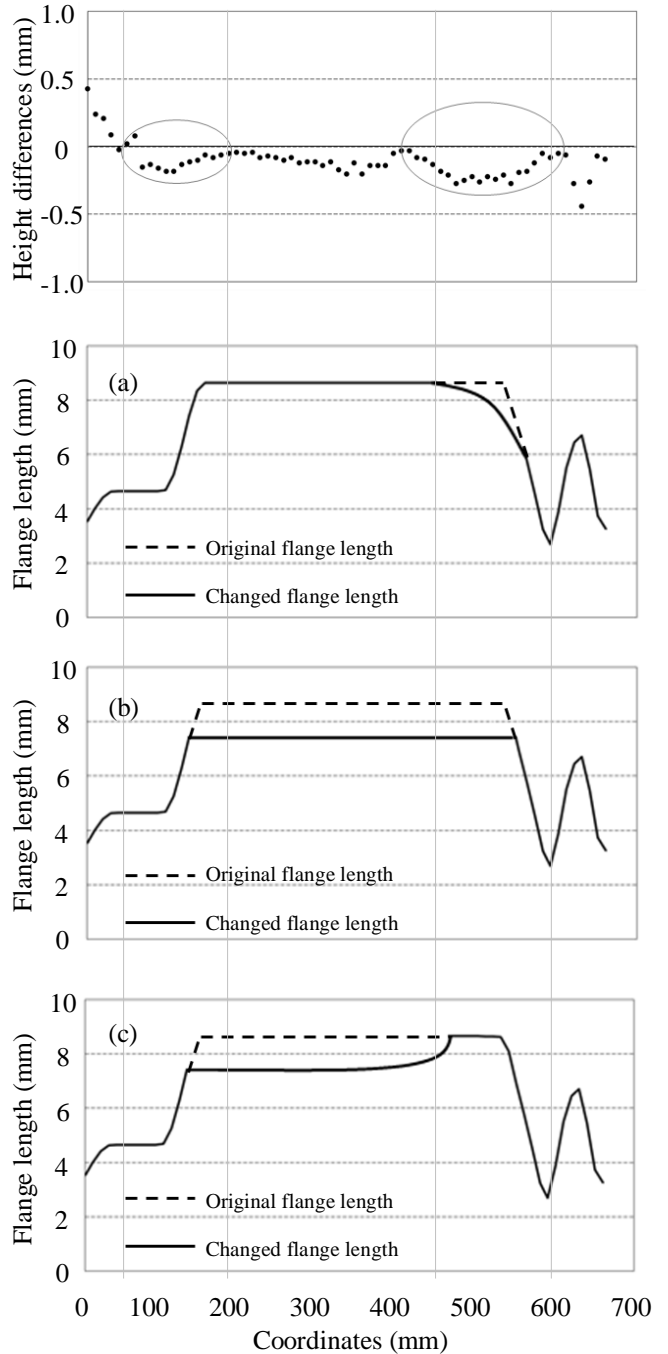 1.0
0.5
0
-0.5
-1.0
Height differences (mm)
10
8
6
4
2
0
Flange length (mm)
(a)
Original flange length
Changed flange length
10
8
6
4
2
0
Flange length (mm)
(b)
Original flange length
Changed flange length
10
8
6
4
2
0
Flange length (mm)
(c)
Original flange length
Changed flange length
0 100 200 300 400 500 600 700
Coordinates (mm)